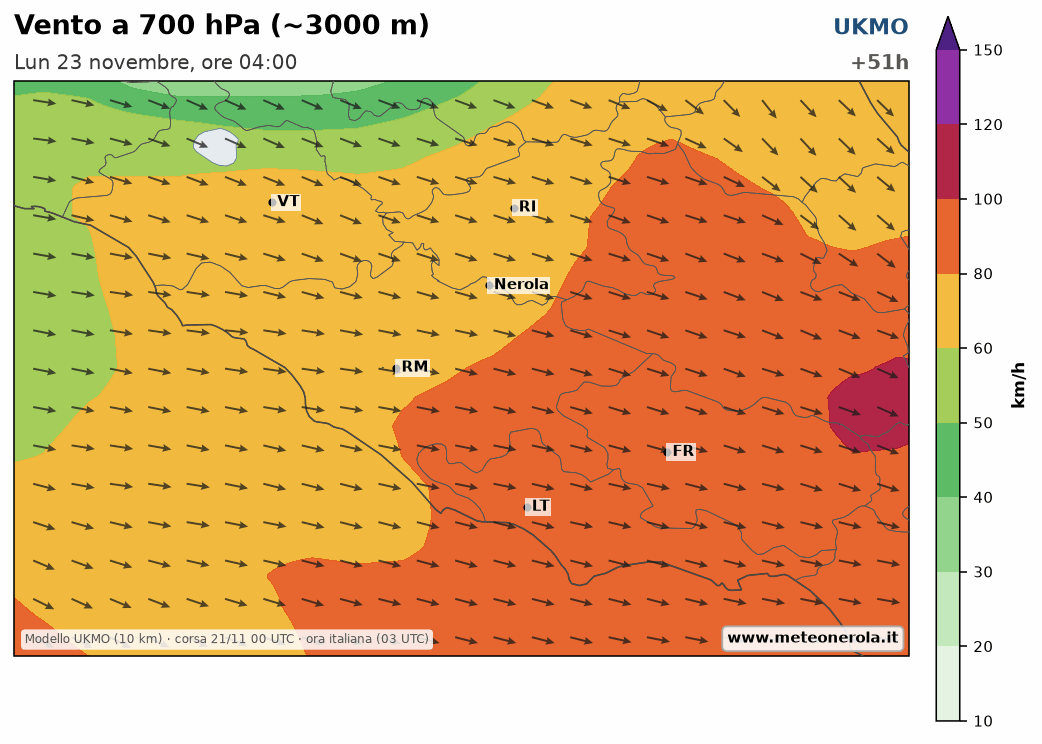 Vento a 700 hPa (~3000 m)
UKMO
Lun 23 novembre, ore 04:00
+51h
VT
RI
Nerola
RM
FR
LT
Modello UKMO (10 km) · corsa 21/11 00 UTC · ora italiana (03 UTC)
www.meteonerola.it
150
120
100
80
60
50
40
30
20
10
km/h